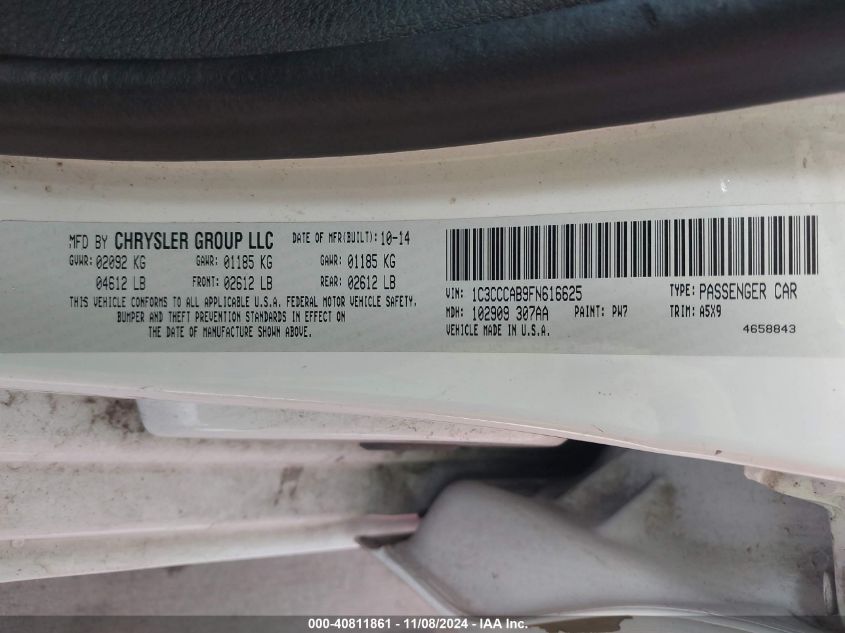 MFD BY CHRYSLER GROUP LLC DATE OF MFR(BUILT): 10-14
GVWR: 02092 KG GAWR: 01185 KG GAWR: 01185 KG
04612 LB FRONT: 02612 LB REAR: 02612 LB
THIS VEHICLE CONFORMS TO ALL APPLICABLE U.S.A. FEDERAL MOTOR VEHICLE SAFETY,
BUMPER AND THEFT PREVENTION STANDARDS IN EFFECT ON
THE DATE OF MANUFACTURE SHOWN ABOVE.
VIN: 1C3CCCAB9FN616625 TYPE: PASSENGER CAR
MDH: 102909 307AA PAINT: PW7 TRIM: A5X9
VEHICLE MADE IN U.S.A. 4658843
000-40811861 - 11/08/2024 - IAA Inc.